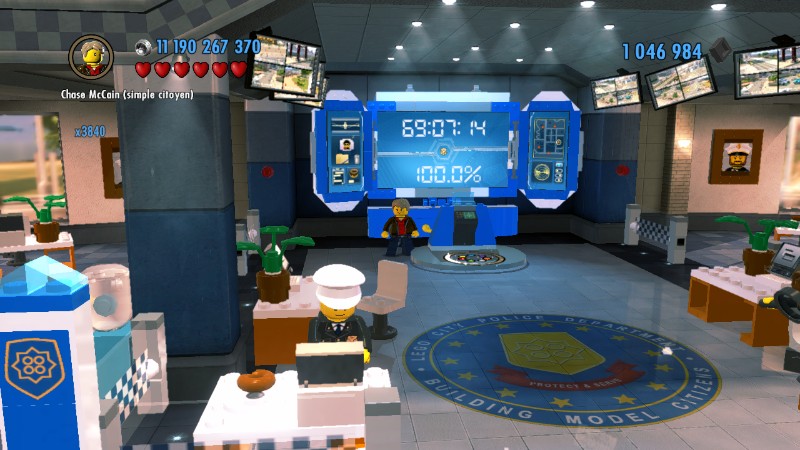 11 190 267 370
1 046 984
Chase McCain (simple citoyen)
x3840
69:07:14
100.0%
LEGO CITY POLICE DEPARTMENT
PROTECT & SERVE
BUILDING MODEL CITIZENS